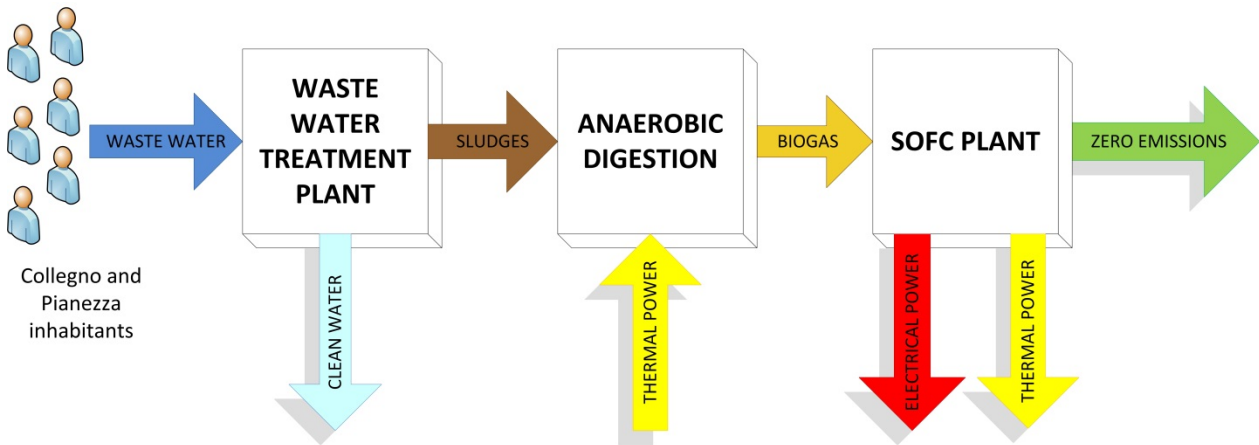 WASTE WATER
WASTE
WATER
TREATMENT
PLANT
SLUDGES
ANAEROBIC
DIGESTION
BIOGAS
SOFC PLANT
ZERO EMISSIONS
Collegno and
Pianezza
inhabitants
CLEAN WATER
THERMAL POWER
ELECTRICAL POWER
THERMAL POWER